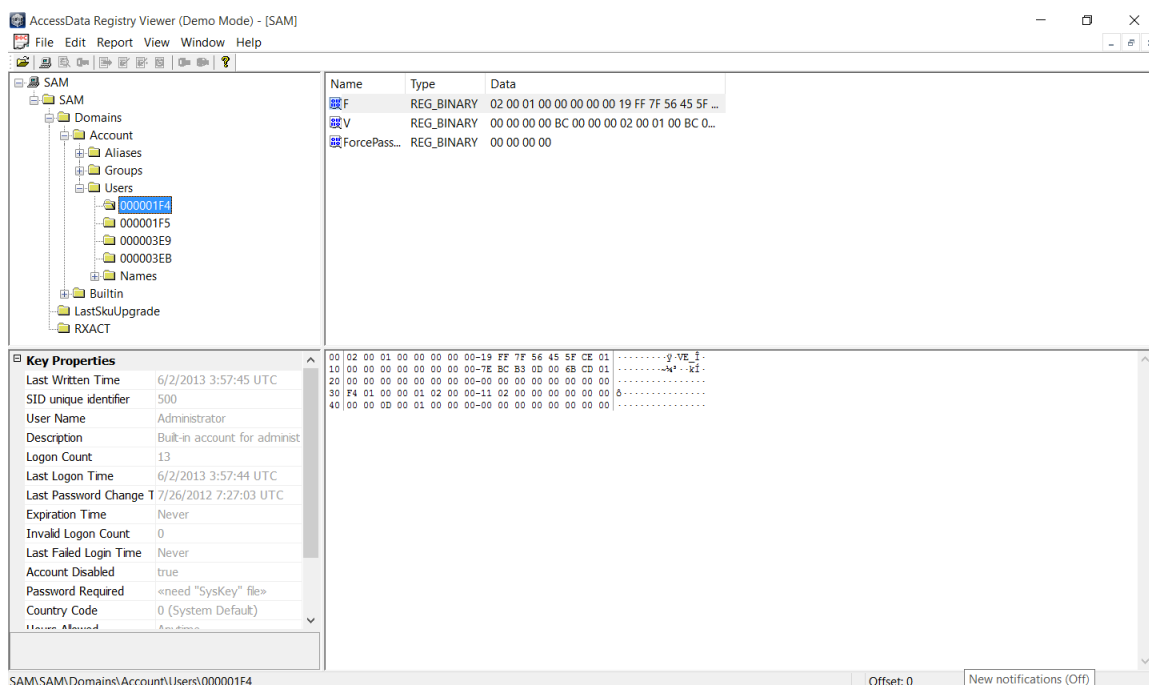 AccessData Registry Viewer (Demo Mode) - [SAM]
File Edit Report View Window Help
SAM
SAM
Domains
Account
Aliases
Groups
Users
000001F4
000001F5
000003E9
000003EB
Names
Builtin
LastSkuUpgrade
RXACT
Name Type Data
F REG_BINARY 02 00 01 00 00 00 00 00 19 FF 7F 56 45 5F ...
V REG_BINARY 00 00 00 00 BC 00 00 00 02 00 01 00 BC 0...
ForcePass... REG_BINARY 00 00 00 00
Key Properties
Last Written Time 6/2/2013 3:57:45 UTC
SID unique identifier 500
User Name Administrator
Description Built-in account for administ
Logon Count 13
Last Logon Time 6/2/2013 3:57:44 UTC
Last Password Change T 7/26/2012 7:27:03 UTC
Expiration Time Never
Invalid Logon Count 0
Last Failed Login Time Never
Account Disabled true
Password Required «need "SysKey" file»
Country Code 0 (System Default)
Hours Allowed Anytime
00 02 00 01 00 00 00 00 00-19 FF 7F 56 45 5F CE 01 ·········ÿ·VE_Î·
10 00 00 00 00 00 00 00 00-7E BC B3 0D 00 6B CD 01 ········~¼³··kÍ·
20 00 00 00 00 00 00 00 00-00 00 00 00 00 00 00 00 ················
30 F4 01 00 00 01 02 00 00-11 02 00 00 00 00 00 00 ô···············
40 00 00 0D 00 01 00 00 00-00 00 00 00 00 00 00 00 ················
SAM\SAM\Domains\Account\Users\000001F4
Offset: 0
New notifications (Off)